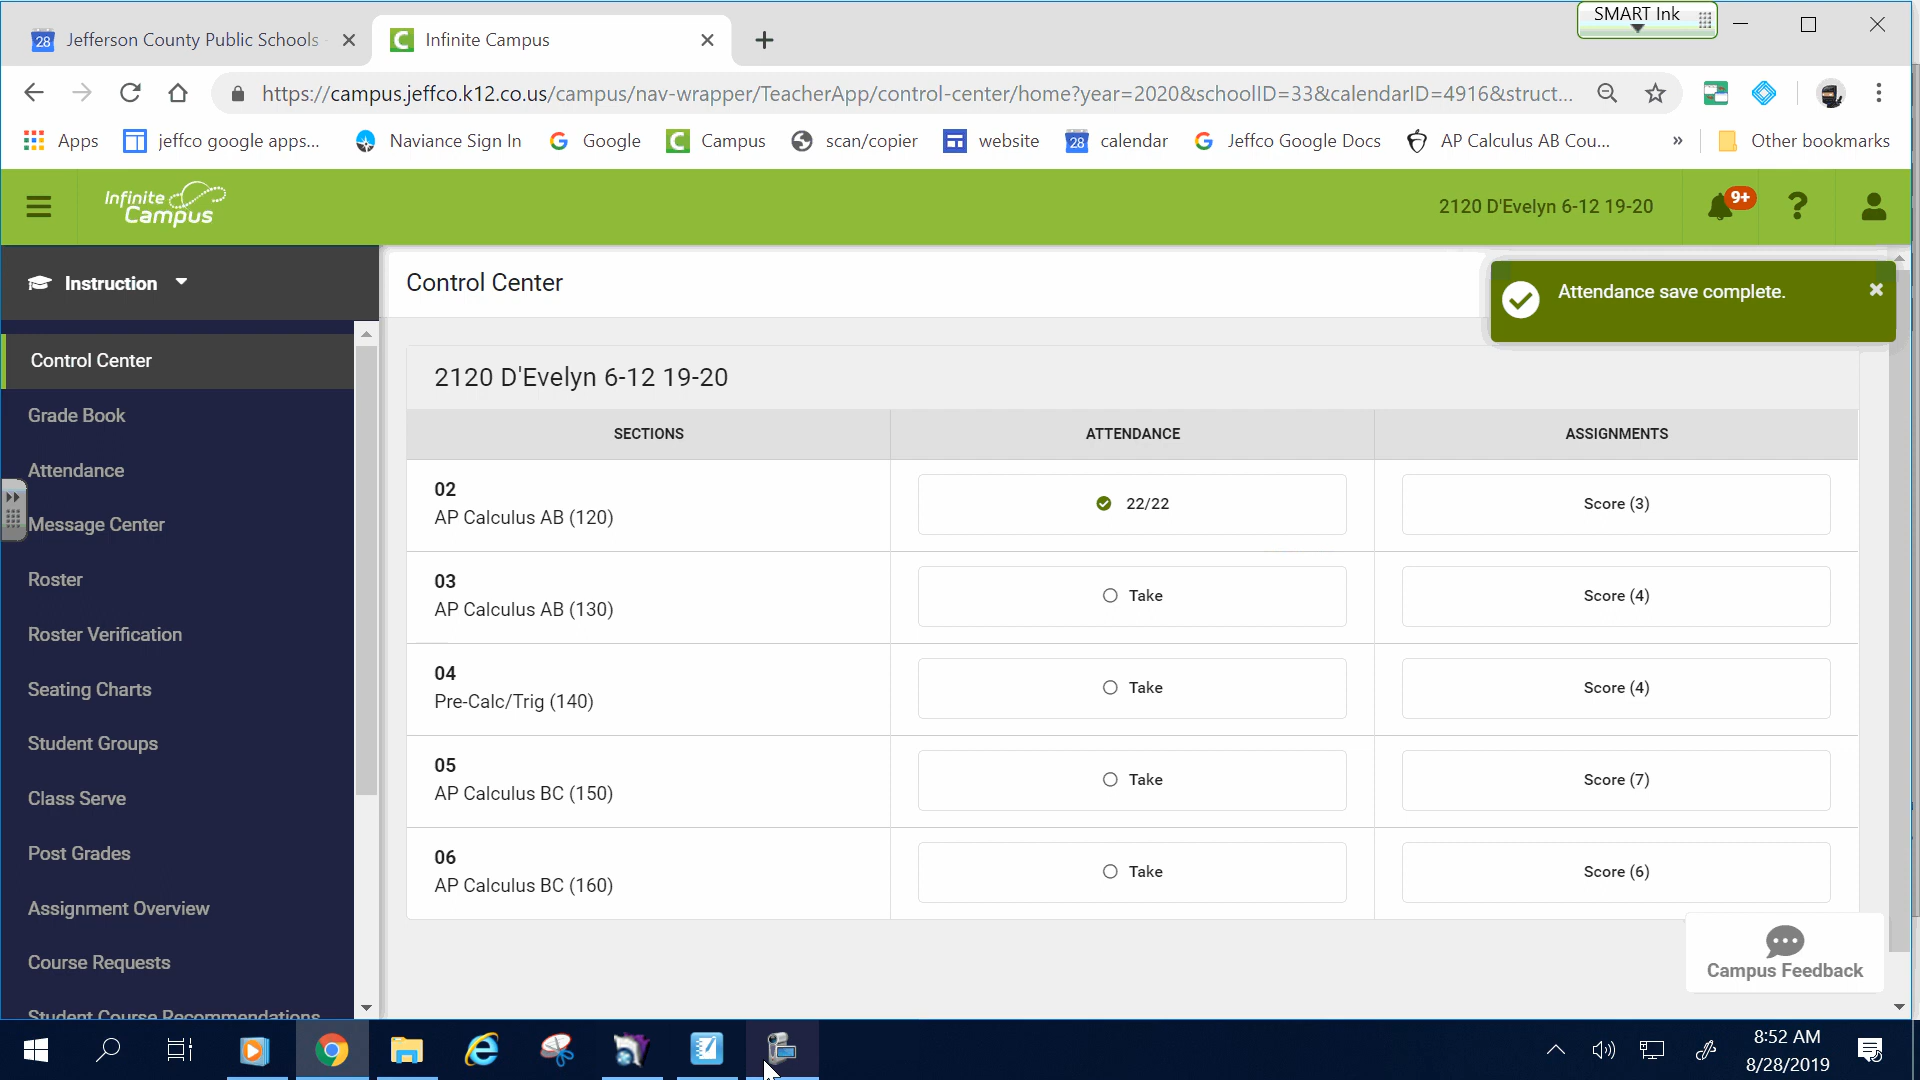 SMART Ink
28 Jefferson County Public Schools
Infinite Campus
https://campus.jeffco.k12.co.us/campus/nav-wrapper/TeacherApp/control-center/home?year=2020&schoolID=33&calendarID=4916&struct...
Apps jeffco google apps... Naviance Sign In Google Campus scan/copier website 28 calendar Jeffco Google Docs AP Calculus AB Cou... » Other bookmarks
Infinite Campus
2120 D'Evelyn 6-12 19-20 9+ ?
Instruction
Control Center
Attendance save complete.
Control Center
Grade Book
Attendance
Message Center
Roster
Roster Verification
Seating Charts
Student Groups
Class Serve
Post Grades
Assignment Overview
Course Requests
Student Course Recommendations
2120 D'Evelyn 6-12 19-20
SECTIONS ATTENDANCE ASSIGNMENTS
02
AP Calculus AB (120) 22/22 Score (3)
03
AP Calculus AB (130) Take Score (4)
04
Pre-Calc/Trig (140) Take Score (4)
05
AP Calculus BC (150) Take Score (7)
06
AP Calculus BC (160) Take Score (6)
Campus Feedback
8:52 AM
8/28/2019